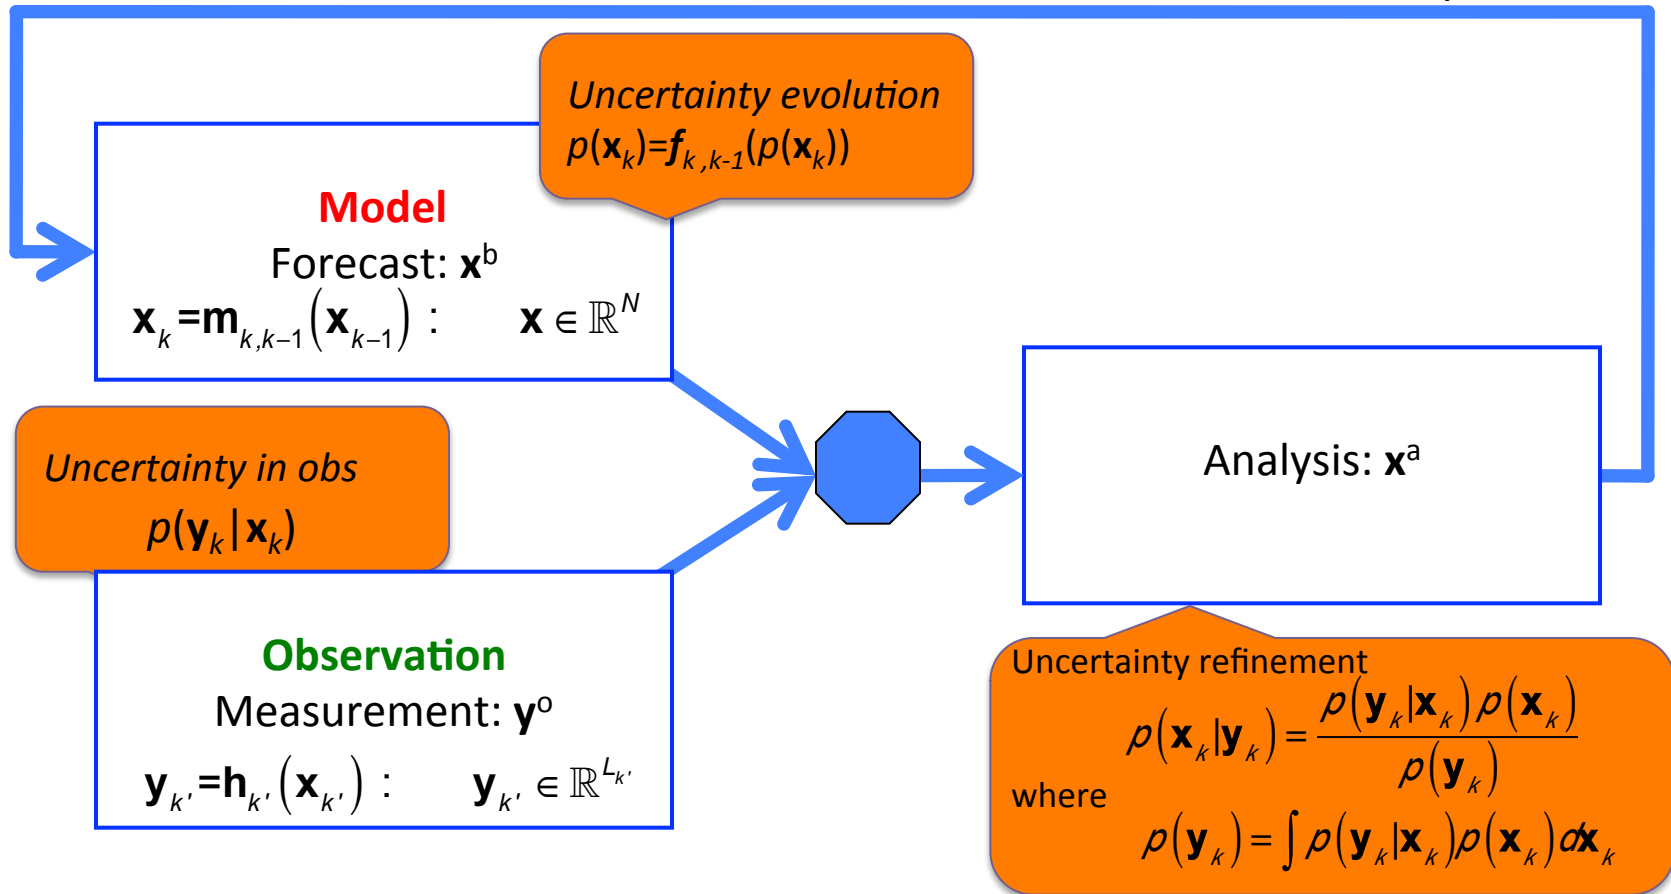 Uncertainty evolution
p(𝐱ₖ)=𝒇ₖ,ₖ₋₁(p(𝐱ₖ))
Model
Forecast: 𝐱ᵇ
𝐱ₖ=𝐦ₖ,ₖ₋₁(𝐱ₖ₋₁) : 𝐱 ∈ ℝᴺ
Uncertainty in obs
p(𝐲ₖ|𝐱ₖ)
Observation
Measurement: 𝐲ᵒ
𝐲ₖ'=𝐡ₖ'(𝐱ₖ') : 𝐲ₖ' ∈ ℝ^{L_{k'}}
Analysis: 𝐱ᵃ
Uncertainty refinement
p(𝐱ₖ|𝐲ₖ) = p(𝐲ₖ|𝐱ₖ)p(𝐱ₖ) / p(𝐲ₖ)
where
p(𝐲ₖ) = ∫ p(𝐲ₖ|𝐱ₖ)p(𝐱ₖ)d𝐱ₖ